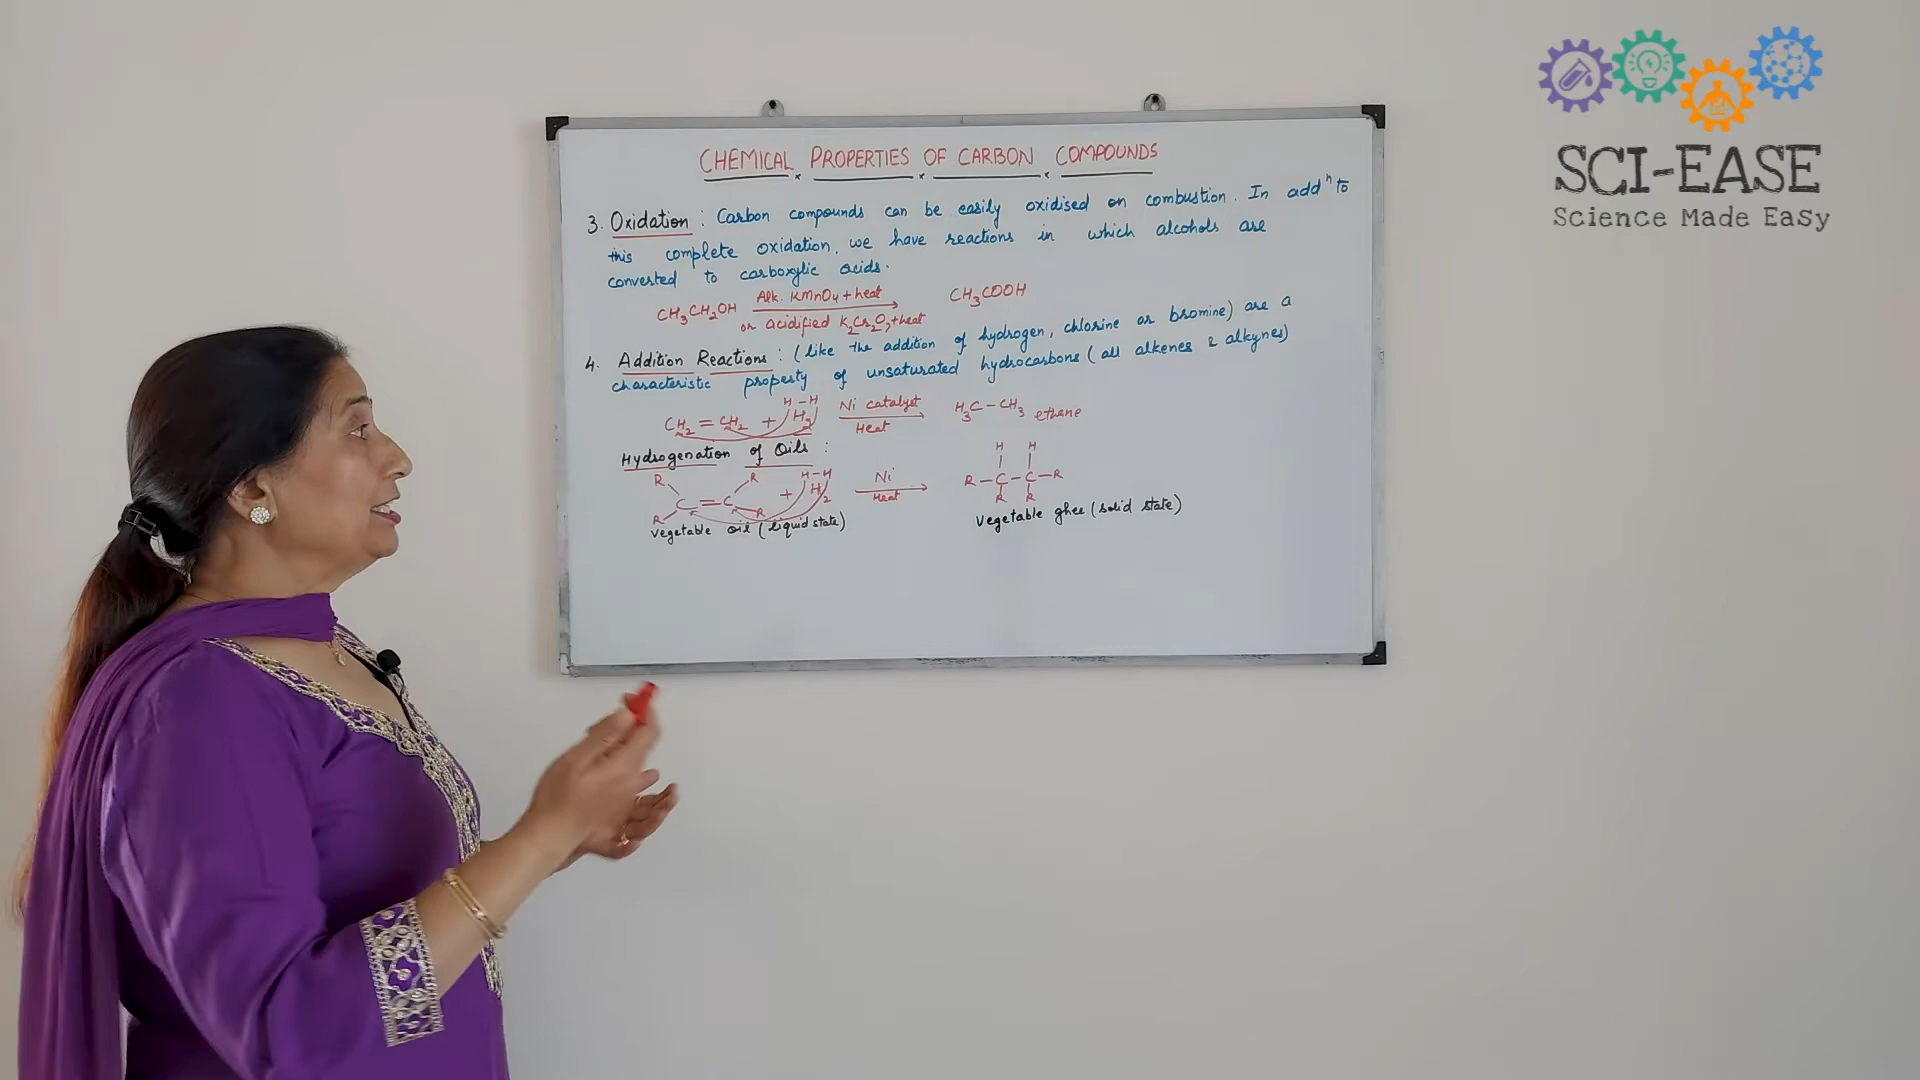 SCI-EASE
Science Made Easy
CHEMICAL PROPERTIES OF CARBON COMPOUNDS
3. Oxidation : Carbon compounds can be easily oxidised on combustion. In addⁿ to
this complete oxidation, we have reactions in which alcohols are
converted to carboxylic acids.
CH₃CH₂OH Alk. KMnO₄ + heat CH₃COOH
or acidified K₂Cr₂O₇ + heat
4. Addition Reactions : (like the addition of hydrogen, chlorine or bromine) are a
characteristic property of unsaturated hydrocarbons (all alkenes & alkynes)
H-H
CH₂ = CH₂ + H₂ Ni catalyst H₃C - CH₃ ethane
Heat
Hydrogenation of Oils :
H H
R R H-H
C = C + H₂ Ni R-C-C-R
Heat
R R R R
Vegetable oil (liquid state) Vegetable ghee (solid state)